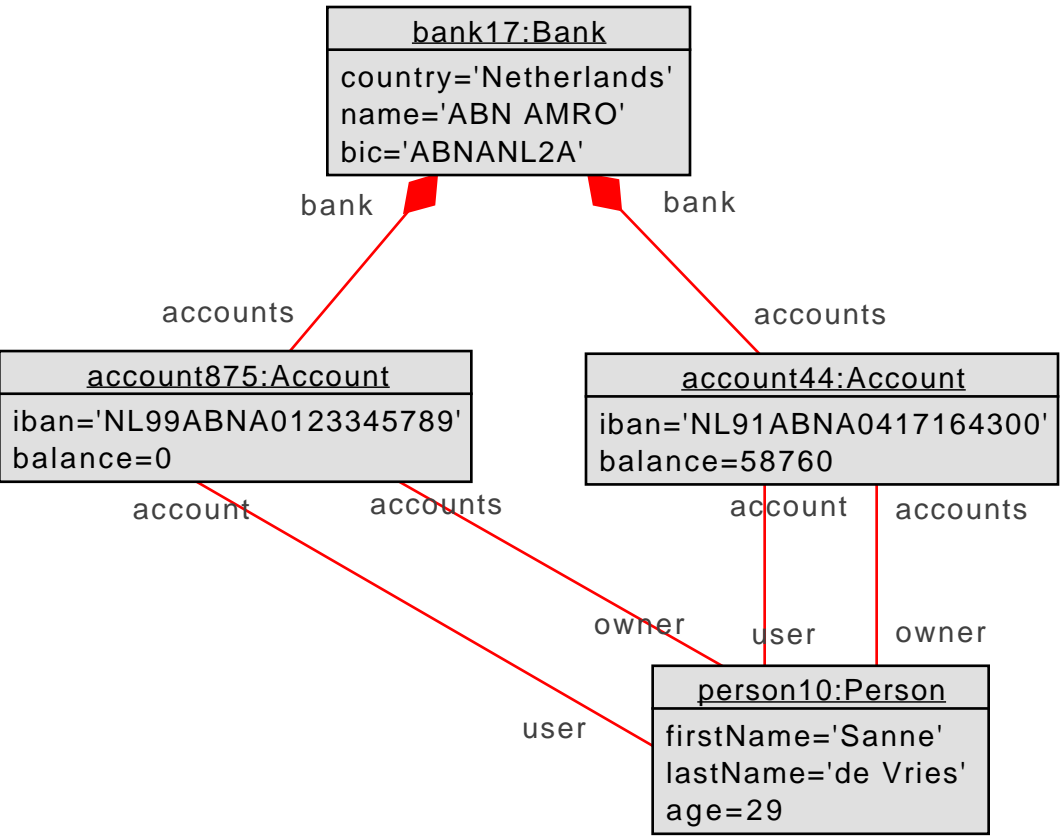 bank17:Bank
country='Netherlands'
name='ABN AMRO'
bic='ABNANL2A'
bank
bank
accounts
accounts
account875:Account
iban='NL99ABNA0123345789'
balance=0
account44:Account
iban='NL91ABNA0417164300'
balance=58760
account
accounts
account
accounts
owner
user
owner
user
person10:Person
firstName='Sanne'
lastName='de Vries'
age=29